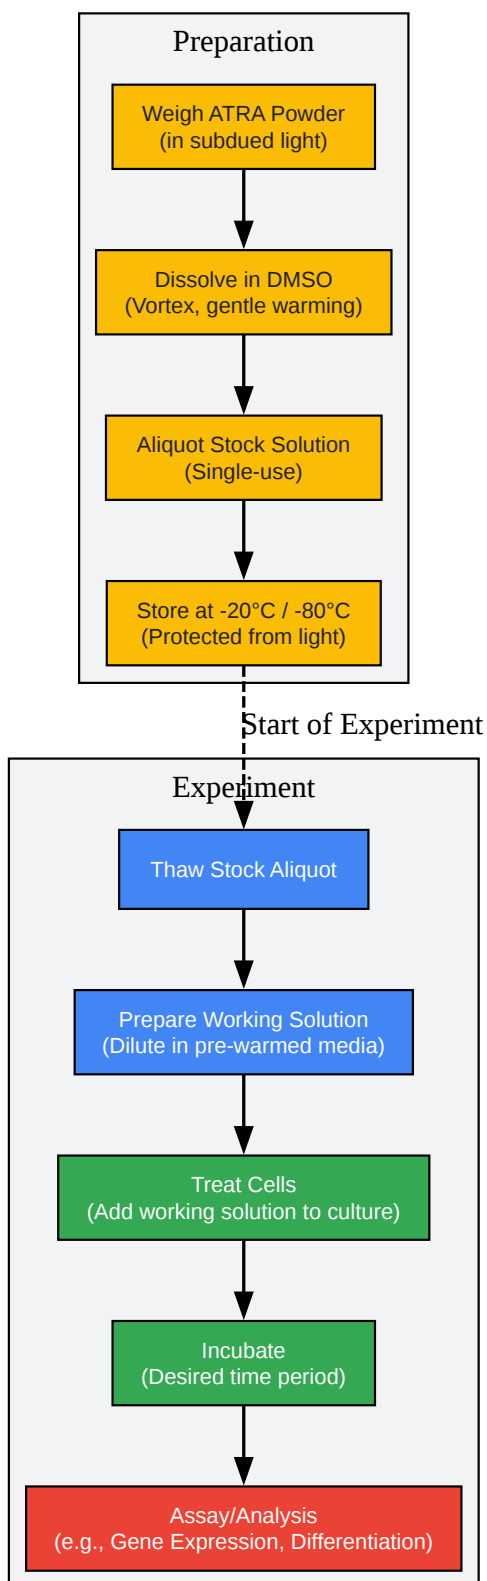 Preparation
Weigh ATRA Powder
(in subdued light)
Dissolve in DMSO
(Vortex, gentle warming)
Aliquot Stock Solution
(Single-use)
Store at -20°C / -80°C
(Protected from light)
Start of Experiment
Experiment
Thaw Stock Aliquot
Prepare Working Solution
(Dilute in pre-warmed media)
Treat Cells
(Add working solution to culture)
Incubate
(Desired time period)
Assay/Analysis
(e.g., Gene Expression, Differentiation)